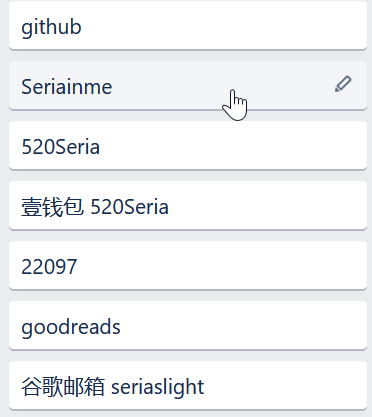 github
Seriainme
520Seria
壹钱包 520Seria
22097
goodreads
谷歌邮箱 seriaslight